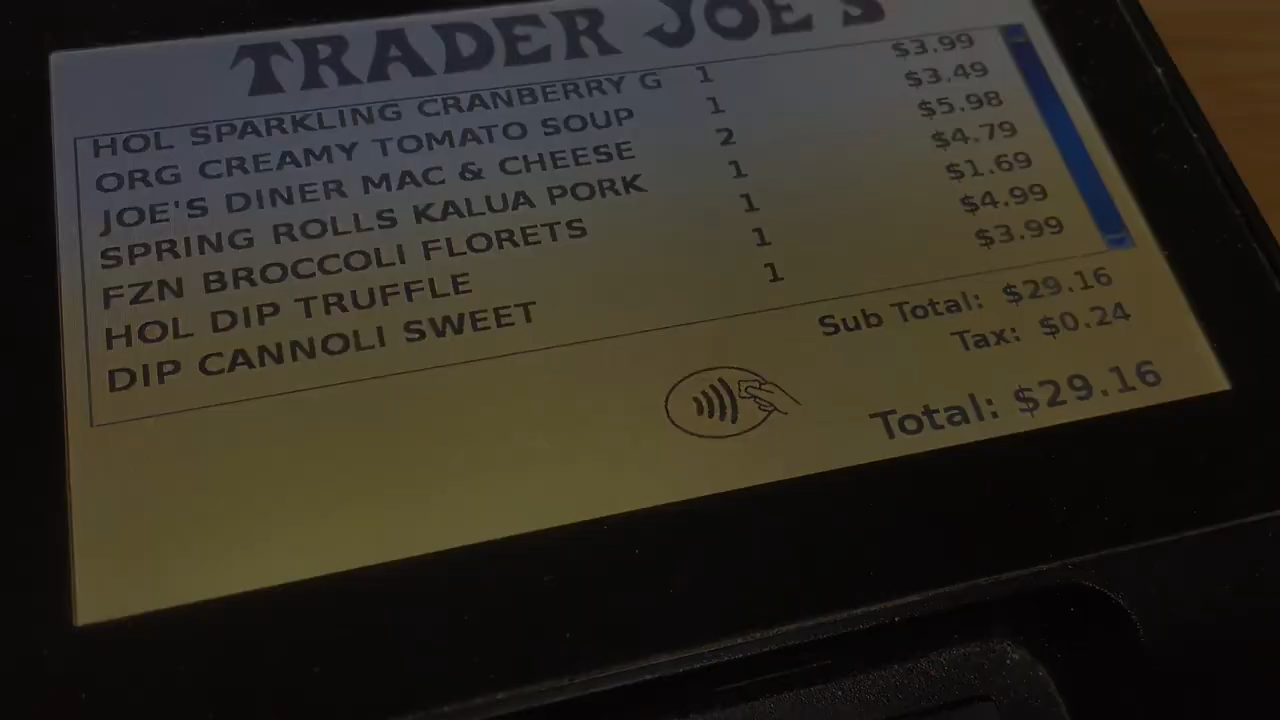 TRADER JOE'S
HOL SPARKLING CRANBERRY G 1 $3.99
ORG CREAMY TOMATO SOUP 1 $3.49
JOE'S DINER MAC & CHEESE 2 $5.98
SPRING ROLLS KALUA PORK 1 $4.79
FZN BROCCOLI FLORETS 1 $1.69
HOL DIP TRUFFLE 1 $4.99
DIP CANNOLI SWEET 1 $3.99
Sub Total: $29.16
Tax: $0.24
Total: $29.16